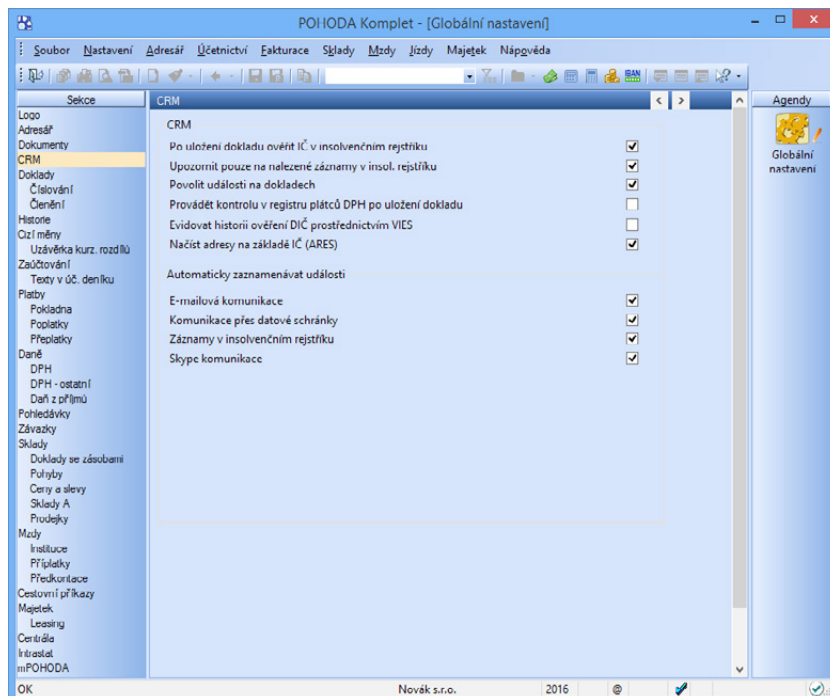 POHODA Komplet - [Globální nastavení]
Soubor Nastavení Adresář Účetnictví Fakturace Sklady Mzdy Jízdy Majetek Nápověda
IBAN
Sekce
Logo
Adresář
Dokumenty
CRM
Doklady
Číslování
Členění
Historie
Cizí měny
Uzávěrka kurz. rozdílů
Zaúčtování
Texty v úč. deníku
Platby
Pokladna
Poplatky
Přeplatky
Daně
DPH
DPH - ostatní
Daň z příjmů
Pohledávky
Závazky
Sklady
Doklady se zásobami
Pohyby
Ceny a slevy
Sklady A
Prodejky
Mzdy
Instituce
Příplatky
Předkontace
Cestovní příkazy
Majetek
Leasing
Centrála
Intrastat
mPOHODA
CRM
CRM
Po uložení dokladu ověřit IČ v insolvenčním rejstříku
Upozornit pouze na nalezené záznamy v insol. rejstříku
Povolit události na dokladech
Provádět kontrolu v registru plátců DPH po uložení dokladu
Evidovat historii ověření DIČ prostřednictvím VIES
Načíst adresy na základě IČ (ARES)
Automaticky zaznamenávat události
E-mailová komunikace
Komunikace přes datové schránky
Záznamy v insolvenčním rejstříku
Skype komunikace
Agendy
Globální
nastavení
OK Novák s.r.o. 2016 @